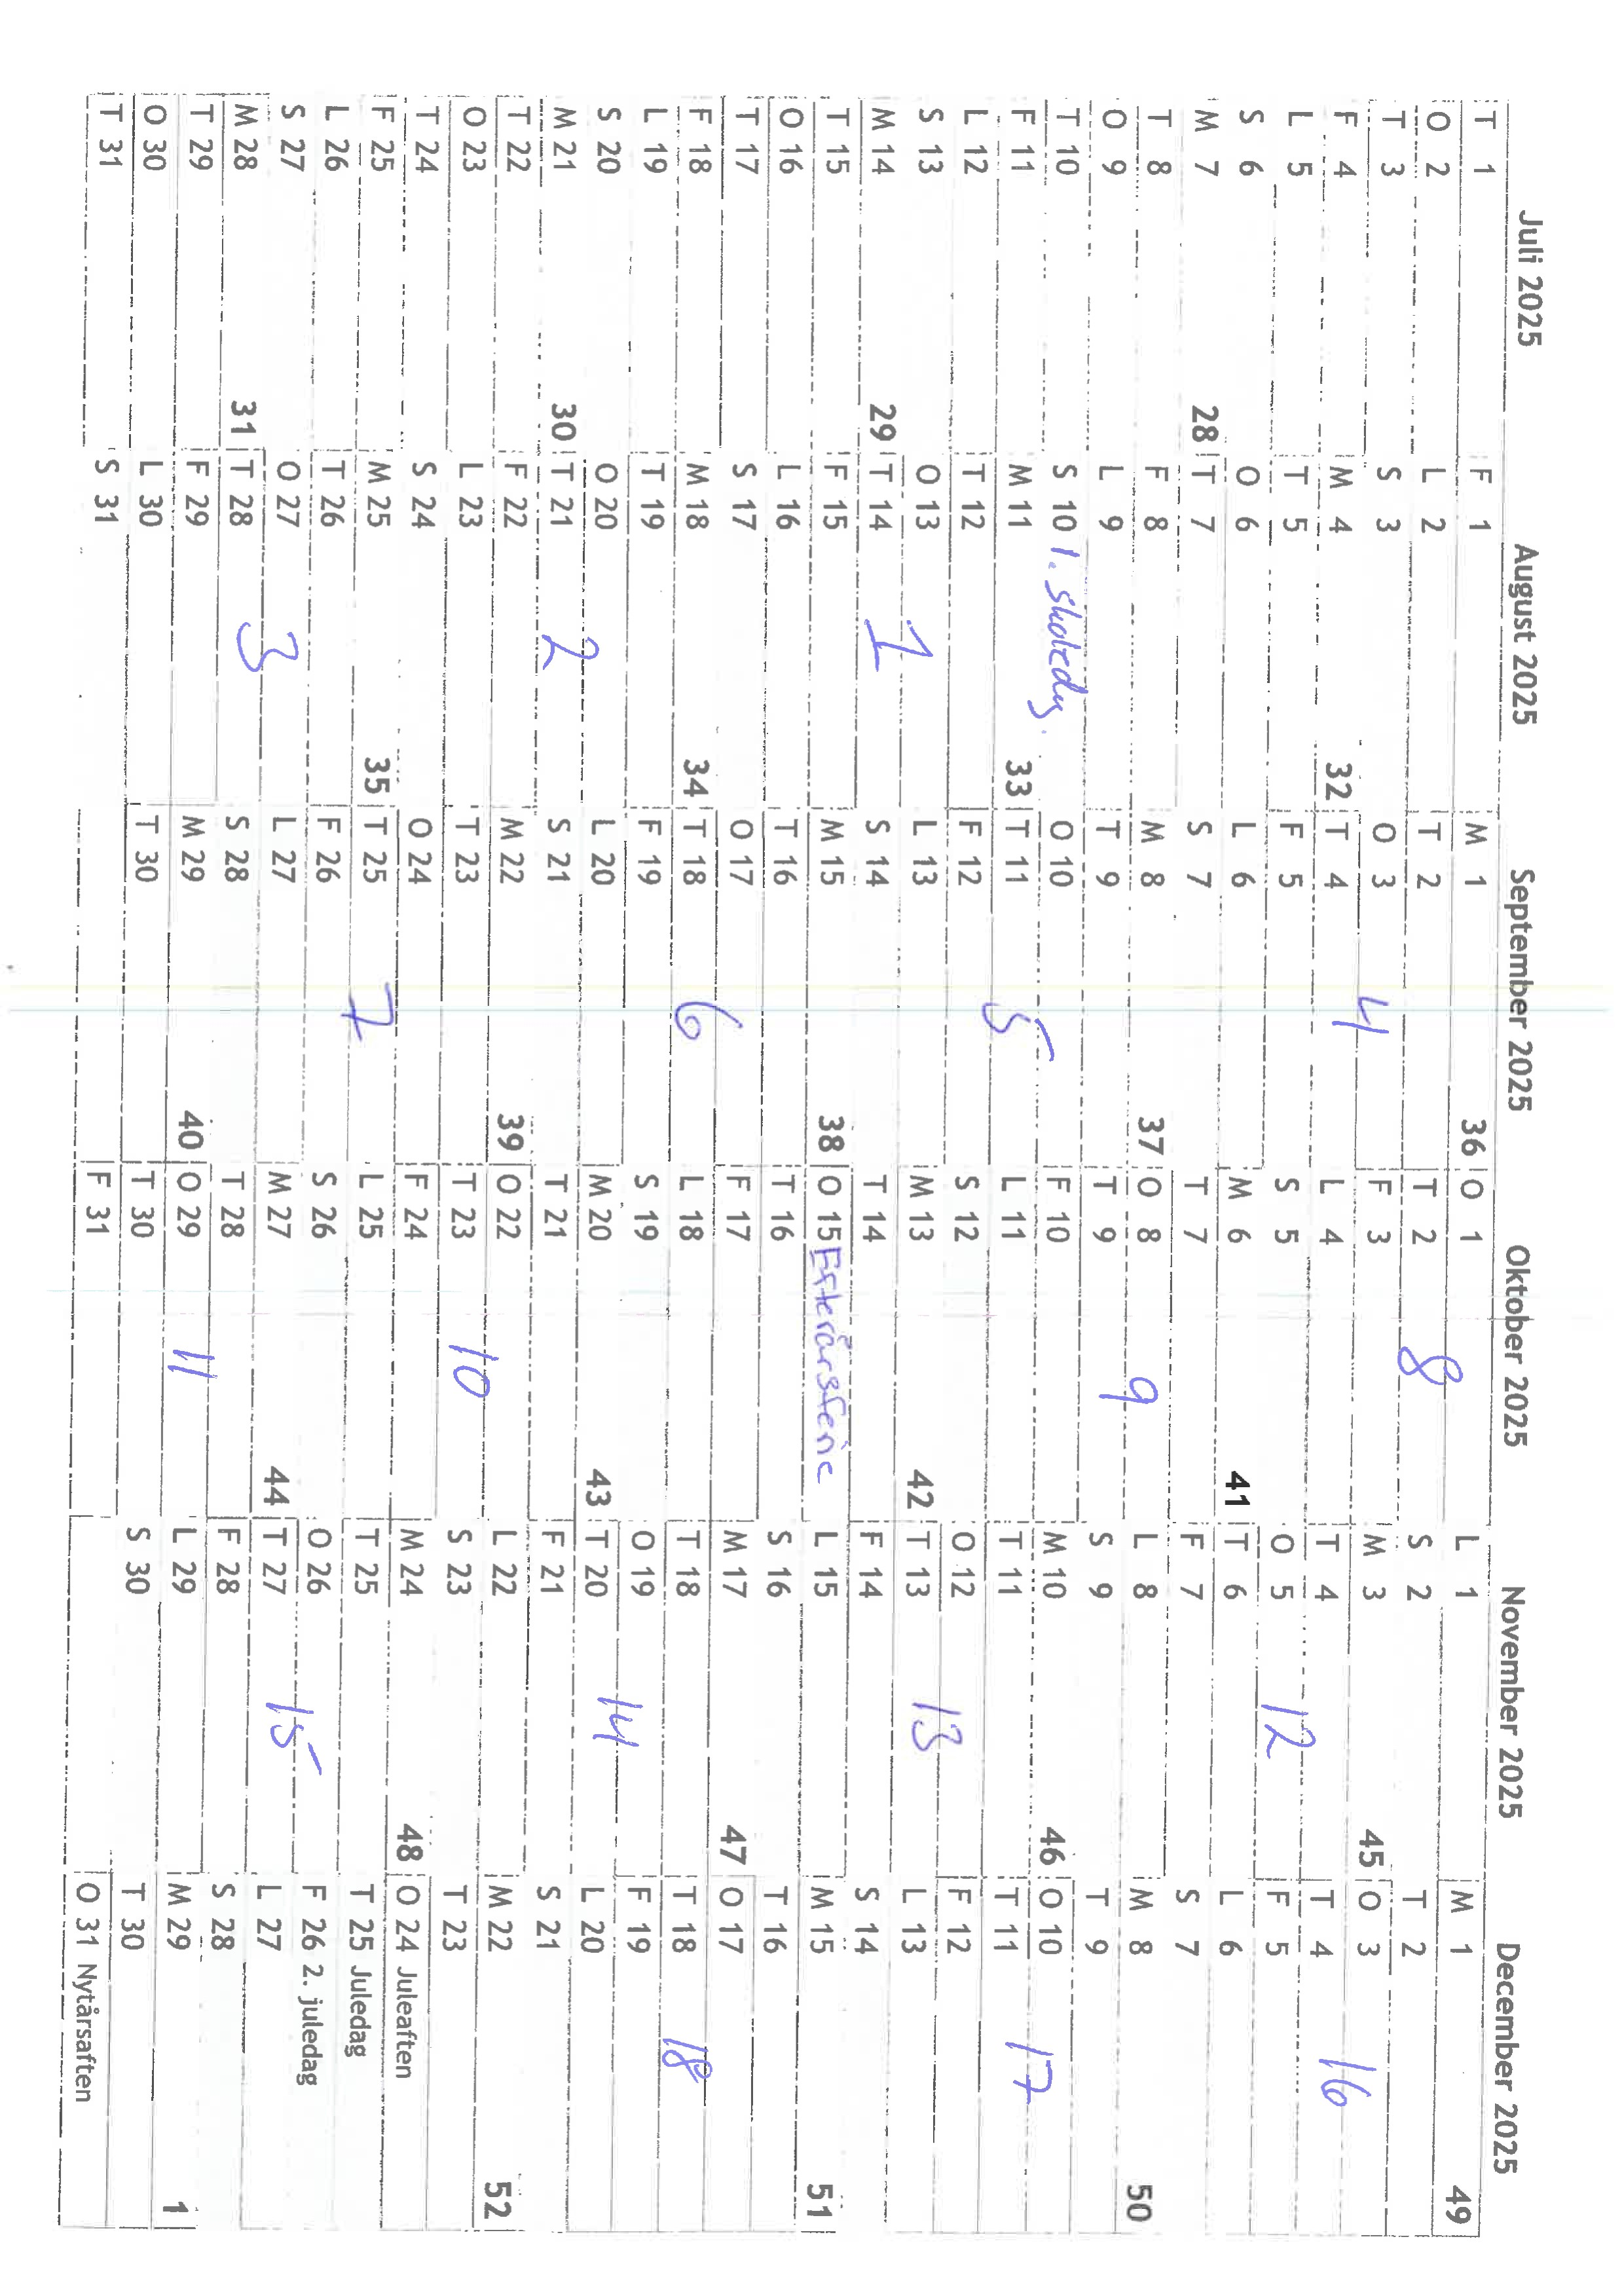 Juli 2025
T 1
O 2
T 3
F 4
L 5
S 6
M 7 28
T 8
O 9
T 10
F 11
L 12
S 13
M 14 29
T 15
O 16
T 17
F 18
L 19
S 20
M 21 30
T 22
O 23
T 24
F 25
L 26
S 27
M 28 31
T 29
O 30
T 31
August 2025
F 1
L 2
S 3
M 4 32
T 5
O 6
T 7
F 8
L 9
S 10 1. skoledag.
M 11 33
T 12
O 13
1
T 14
F 15
L 16
S 17
M 18 34
T 19
O 20
2
T 21
F 22
L 23
S 24
M 25 35
T 26
O 27
3
T 28
F 29
L 30
S 31
September 2025
M 1 36
T 2
O 3
4
T 4
F 5
L 6
S 7
M 8 37
T 9
O 10
5
T 11
F 12
L 13
S 14
M 15 38
T 16
O 17
6
T 18
F 19
L 20
S 21
M 22 39
T 23
O 24
7
T 25
F 26
L 27
S 28
M 29 40
T 30
Oktober 2025
O 1
8
T 2
F 3
L 4
S 5
M 6 41
T 7
O 8
9
T 9
F 10
L 11
S 12
M 13 42
T 14
O 15 Efterårsferie
T 16
F 17
L 18
S 19
M 20 43
T 21
O 22
10
T 23
F 24
L 25
S 26
M 27 44
T 28
O 29
11
T 30
F 31
November 2025
L 1
S 2
M 3 45
T 4
O 5
12
T 6
F 7
L 8
S 9
M 10 46
T 11
O 12
13
T 13
F 14
L 15
S 16
M 17 47
T 18
O 19
14
T 20
F 21
L 22
S 23
M 24 48
T 25
O 26
15
T 27
F 28
L 29
S 30
December 2025
M 1 49
T 2
O 3
16
T 4
F 5
L 6
S 7
M 8 50
T 9
O 10
17
T 11
F 12
L 13
S 14
M 15 51
T 16
O 17
18
T 18
F 19
L 20
S 21
M 22 52
T 23
O 24 Juleaften
T 25 Juledag
F 26 2. juledag
L 27
S 28
M 29 1
T 30
O 31 Nytårsaften